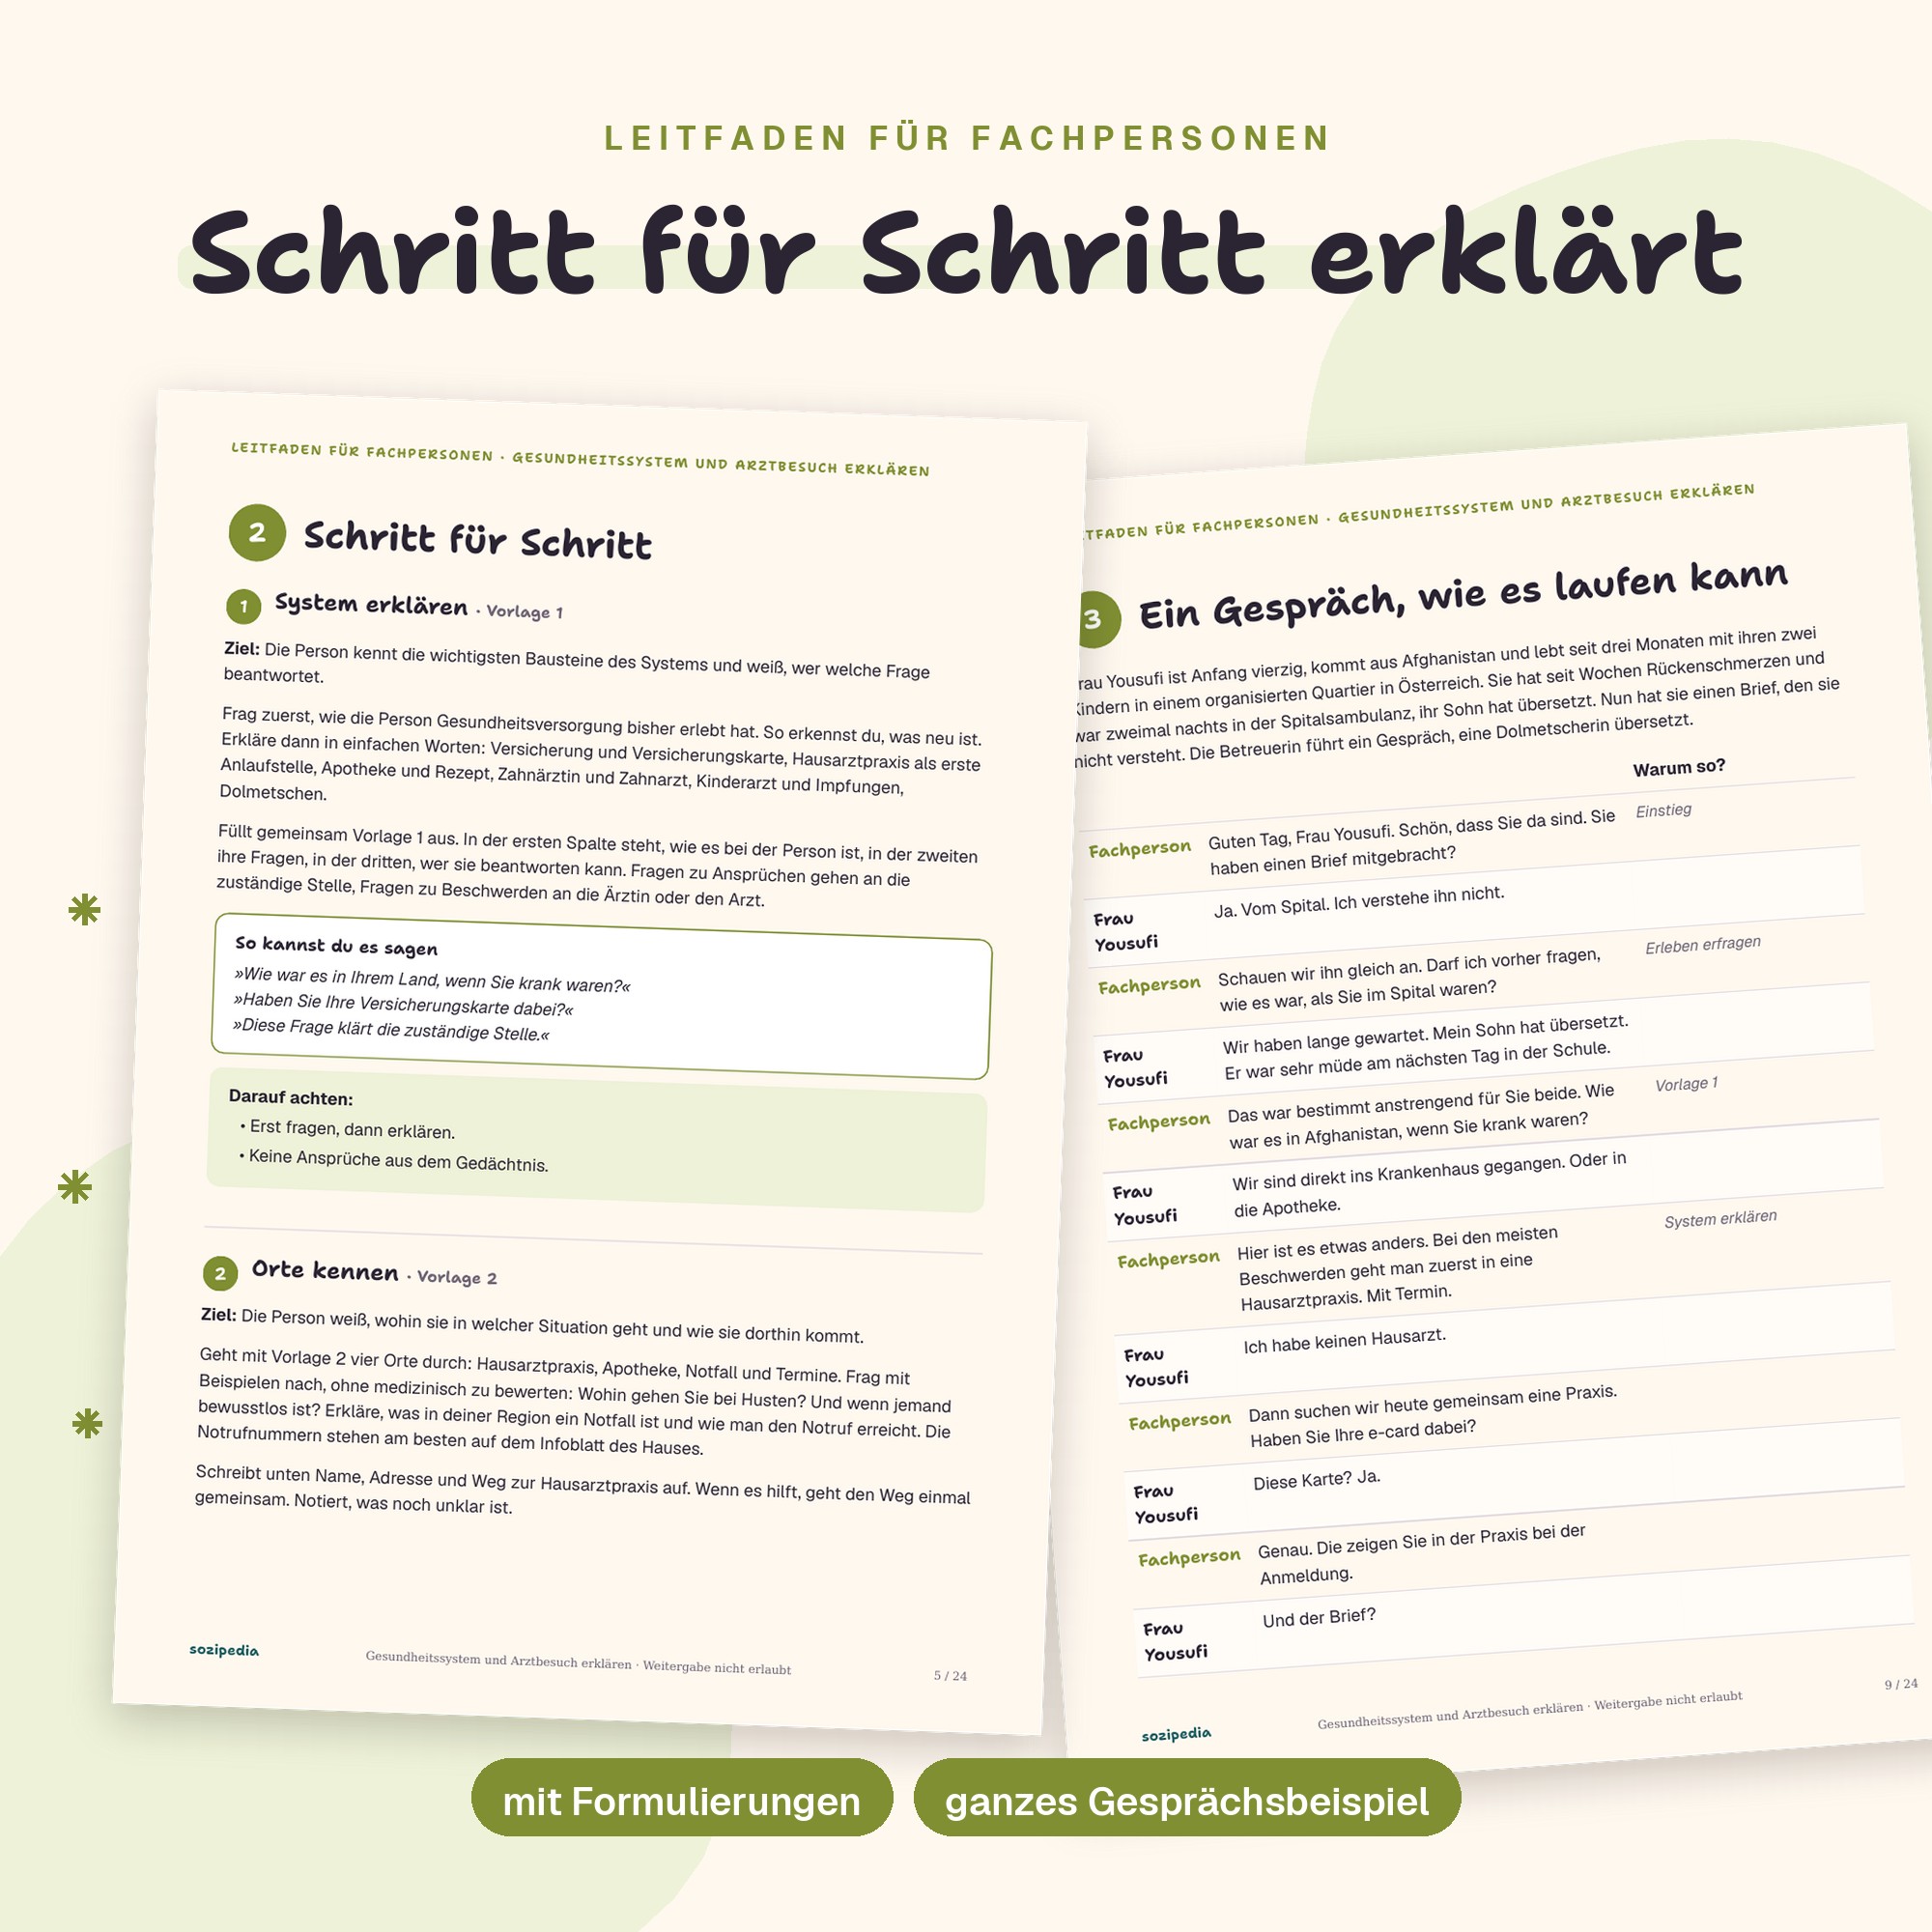 LEITFADEN FÜR FACHPERSONEN
Schritt für Schritt erklärt
LEITFADEN FÜR FACHPERSONEN · GESUNDHEITSSYSTEM UND ARZTBESUCH ERKLÄREN
2 Schritt für Schritt
1 System erklären · Vorlage 1
Ziel: Die Person kennt die wichtigsten Bausteine des Systems und weiß, wer welche Frage
beantwortet.
Frag zuerst, wie die Person Gesundheitsversorgung bisher erlebt hat. So erkennst du, was neu ist.
Erkläre dann in einfachen Worten: Versicherung und Versicherungskarte, Hausarztpraxis als erste
Anlaufstelle, Apotheke und Rezept, Zahnärztin und Zahnarzt, Kinderarzt und Impfungen,
Dolmetschen.
Füllt gemeinsam Vorlage 1 aus. In der ersten Spalte steht, wie es bei der Person ist, in der zweiten
ihre Fragen, in der dritten, wer sie beantworten kann. Fragen zu Ansprüchen gehen an die
zuständige Stelle, Fragen zu Beschwerden an die Ärztin oder den Arzt.
So kannst du es sagen
»Wie war es in Ihrem Land, wenn Sie krank waren?«
»Haben Sie Ihre Versicherungskarte dabei?«
»Diese Frage klärt die zuständige Stelle.«
Darauf achten:
• Erst fragen, dann erklären.
• Keine Ansprüche aus dem Gedächtnis.
2 Orte kennen · Vorlage 2
Ziel: Die Person weiß, wohin sie in welcher Situation geht und wie sie dorthin kommt.
Geht mit Vorlage 2 vier Orte durch: Hausarztpraxis, Apotheke, Notfall und Termine. Frag mit
Beispielen nach, ohne medizinisch zu bewerten: Wohin gehen Sie bei Husten? Und wenn jemand
bewusstlos ist? Erkläre, was in deiner Region ein Notfall ist und wie man den Notruf erreicht. Die
Notrufnummern stehen am besten auf dem Infoblatt des Hauses.
Schreibt unten Name, Adresse und Weg zur Hausarztpraxis auf. Wenn es hilft, geht den Weg einmal
gemeinsam. Notiert, was noch unklar ist.
sozipedia
Gesundheitssystem und Arztbesuch erklären · Weitergabe nicht erlaubt
5 / 24
TFADEN FÜR FACHPERSONEN · GESUNDHEITSSYSTEM UND ARZTBESUCH ERKLÄREN
3 Ein Gespräch, wie es laufen kann
rau Yousufi ist Anfang vierzig, kommt aus Afghanistan und lebt seit drei Monaten mit ihren zwei
Kindern in einem organisierten Quartier in Österreich. Sie hat seit Wochen Rückenschmerzen und
war zweimal nachts in der Spitalsambulanz, ihr Sohn hat übersetzt. Nun hat sie einen Brief, den sie
nicht versteht. Die Betreuerin führt ein Gespräch, eine Dolmetscherin übersetzt.
Warum so?
Fachperson Guten Tag, Frau Yousufi. Schön, dass Sie da sind. Sie Einstieg
haben einen Brief mitgebracht?
Frau Ja. Vom Spital. Ich verstehe ihn nicht.
Yousufi
Fachperson Schauen wir ihn gleich an. Darf ich vorher fragen, Erleben erfragen
wie es war, als Sie im Spital waren?
Frau Wir haben lange gewartet. Mein Sohn hat übersetzt.
Yousufi Er war sehr müde am nächsten Tag in der Schule.
Fachperson Das war bestimmt anstrengend für Sie beide. Wie Vorlage 1
war es in Afghanistan, wenn Sie krank waren?
Frau Wir sind direkt ins Krankenhaus gegangen. Oder in
Yousufi die Apotheke.
Fachperson Hier ist es etwas anders. Bei den meisten System erklären
Beschwerden geht man zuerst in eine
Hausarztpraxis. Mit Termin.
Frau Ich habe keinen Hausarzt.
Yousufi
Fachperson Dann suchen wir heute gemeinsam eine Praxis.
Haben Sie Ihre e-card dabei?
Frau Diese Karte? Ja.
Yousufi
Fachperson Genau. Die zeigen Sie in der Praxis bei der
Anmeldung.
Frau Und der Brief?
Yousufi
sozipedia
Gesundheitssystem und Arztbesuch erklären · Weitergabe nicht erlaubt
9 / 24
mit Formulierungen
ganzes Gesprächsbeispiel